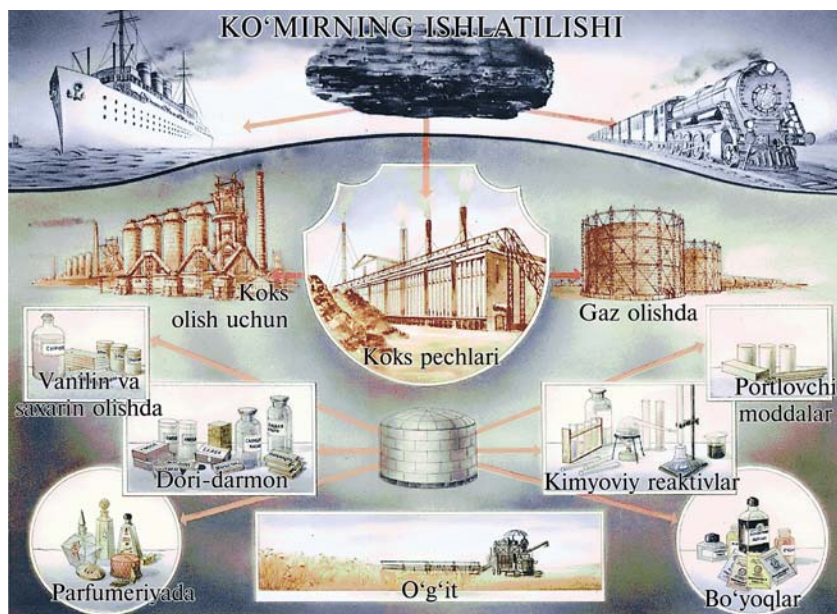 KO‘MIRNING ISHLATILISHI
Koks
olish uchun
Koks pechlari
Gaz olishda
Vanilin va
saxarin olishda
Portlovchi
moddalar
Dori-darmon
Kimyoviy reaktivlar
Parfumeriyada
O‘g‘it
Bo‘yoqlar